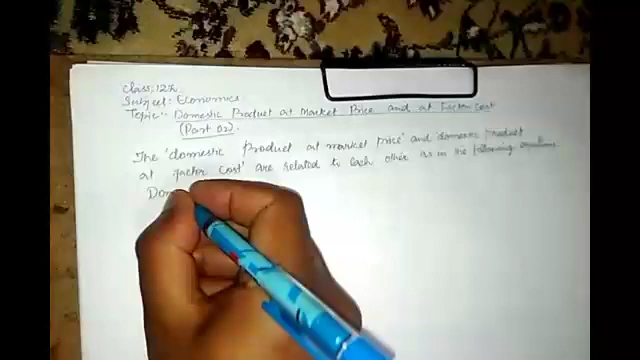 Class: 12th
Subject: Economics
Topic:- Domestic Product at Market Price and at Factor Cost
(Part 02).
The 'domestic product at market price' and domestic product
at factor cost' are related to each other as in the following equation
Dom